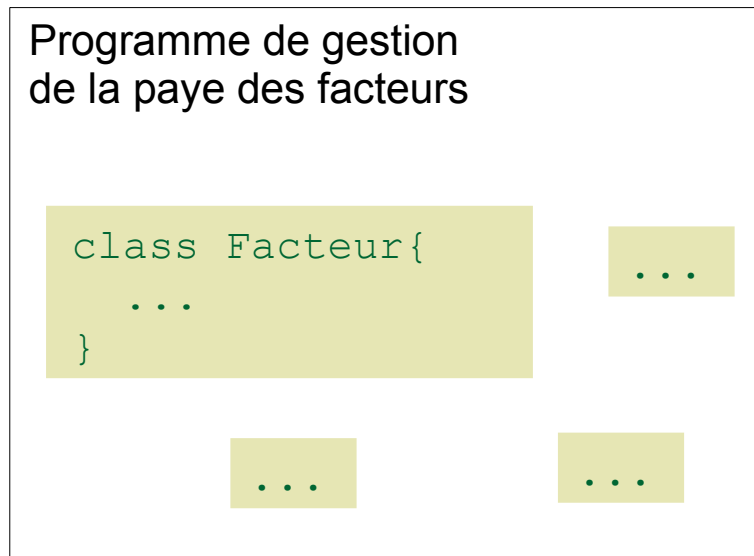 Programme de gestion
de la paye des facteurs
class Facteur{
...
}
...
...
...